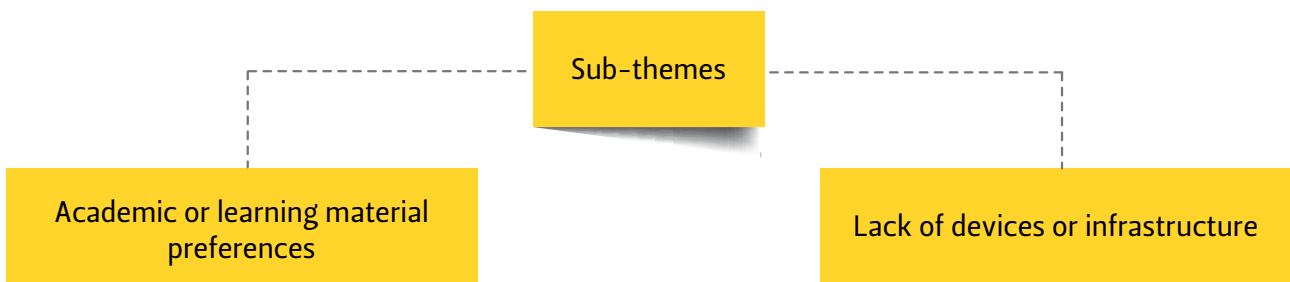 Sub-themes
Academic or learning material
preferences
Lack of devices or infrastructure